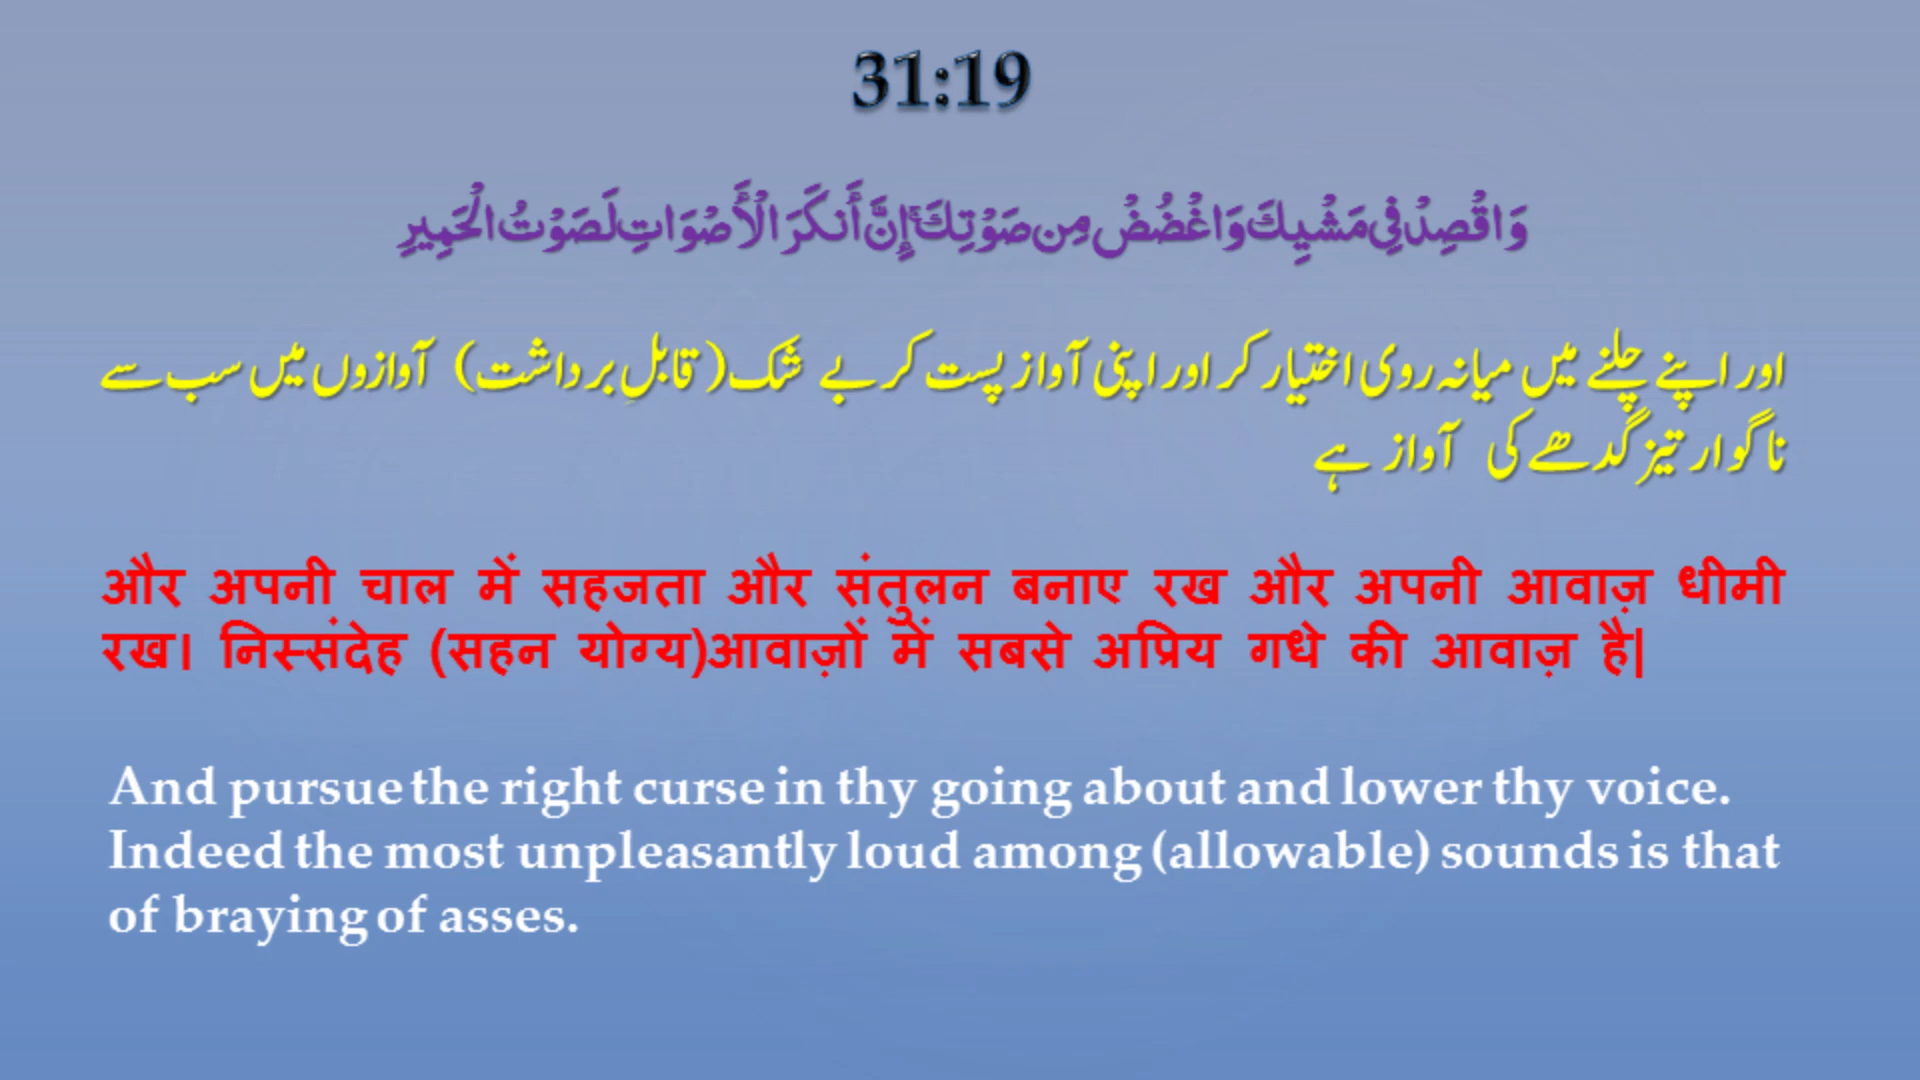 31:19
وَاقْصِدْ فِي مَشْيِكَ وَاغْضُضْ مِن صَوْتِكَ ۚ إِنَّ أَنكَرَ الْأَصْوَاتِ لَصَوْتُ الْحَمِيرِ
اور اپنے چلنے میں میانہ روی اختیار کر اور اپنی آواز پست کر بے شک (قابلِ برداشت) آوازوں میں سب سے
ناگوار تیز گدھے کی آواز ہے
और अपनी चाल में सहजता और संतुलन बनाए रख और अपनी आवाज़ धीमी
रख। निस्संदेह (सहन योग्य)आवाज़ों में सबसे अप्रिय गधे की आवाज़ है|
And pursue the right curse in thy going about and lower thy voice.
Indeed the most unpleasantly loud among (allowable) sounds is that
of braying of asses.